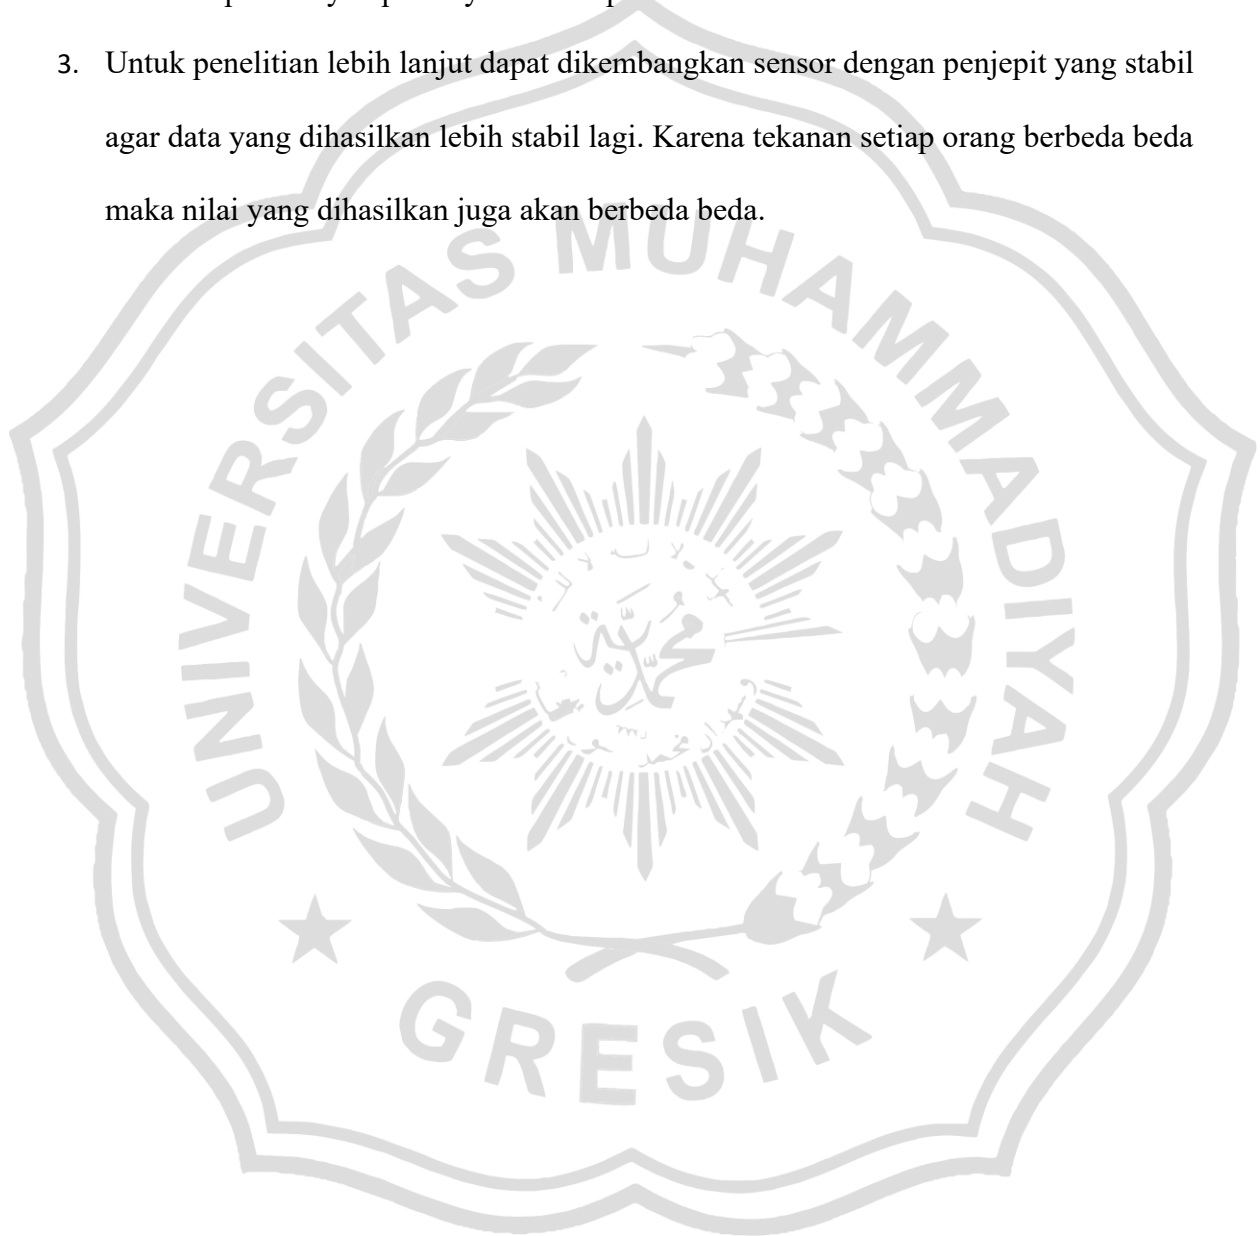 3. Untuk penelitian lebih lanjut dapat dikembangkan sensor dengan penjepit yang stabil
agar data yang dihasilkan lebih stabil lagi. Karena tekanan setiap orang berbeda beda
maka nilai yang dihasilkan juga akan berbeda beda.
UNIVERSITAS MUHAMMADIYAH
GRESIK